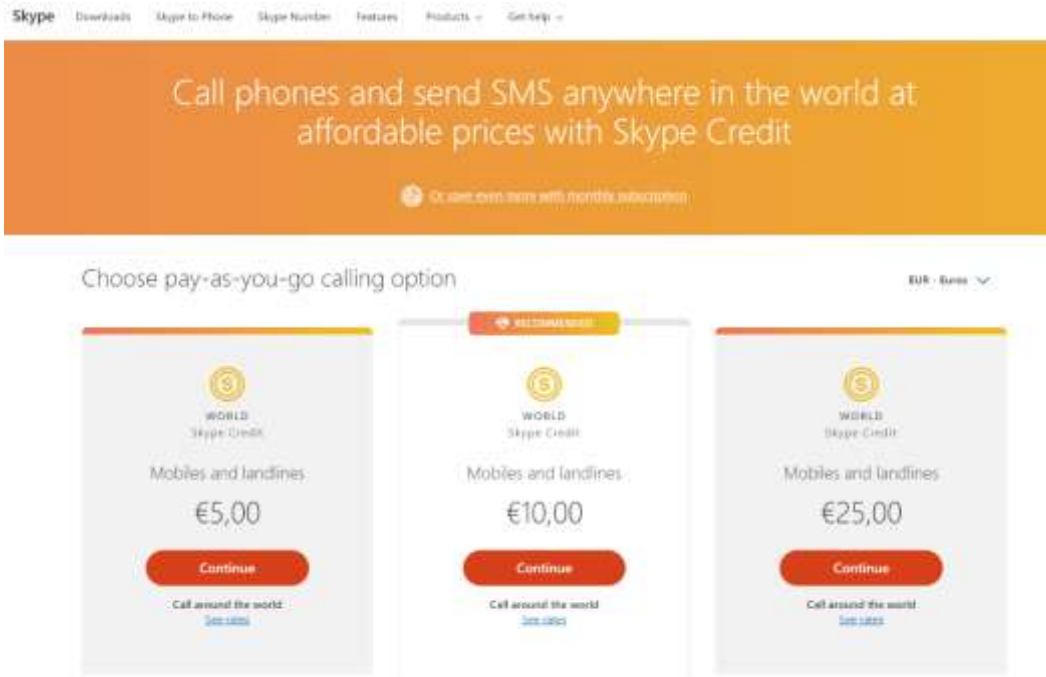 Skype Downloads Skype to Phone Skype Number Features Products Get help
Call phones and send SMS anywhere in the world at
affordable prices with Skype Credit
Or save even more with monthly subscription
Choose pay-as-you-go calling option
EUR - Euros
RECOMMENDED
WORLD
Skype Credit
Mobiles and landlines
€5,00
Continue
Call around the world
See rates
WORLD
Skype Credit
Mobiles and landlines
€10,00
Continue
Call around the world
See rates
WORLD
Skype Credit
Mobiles and landlines
€25,00
Continue
Call around the world
See rates